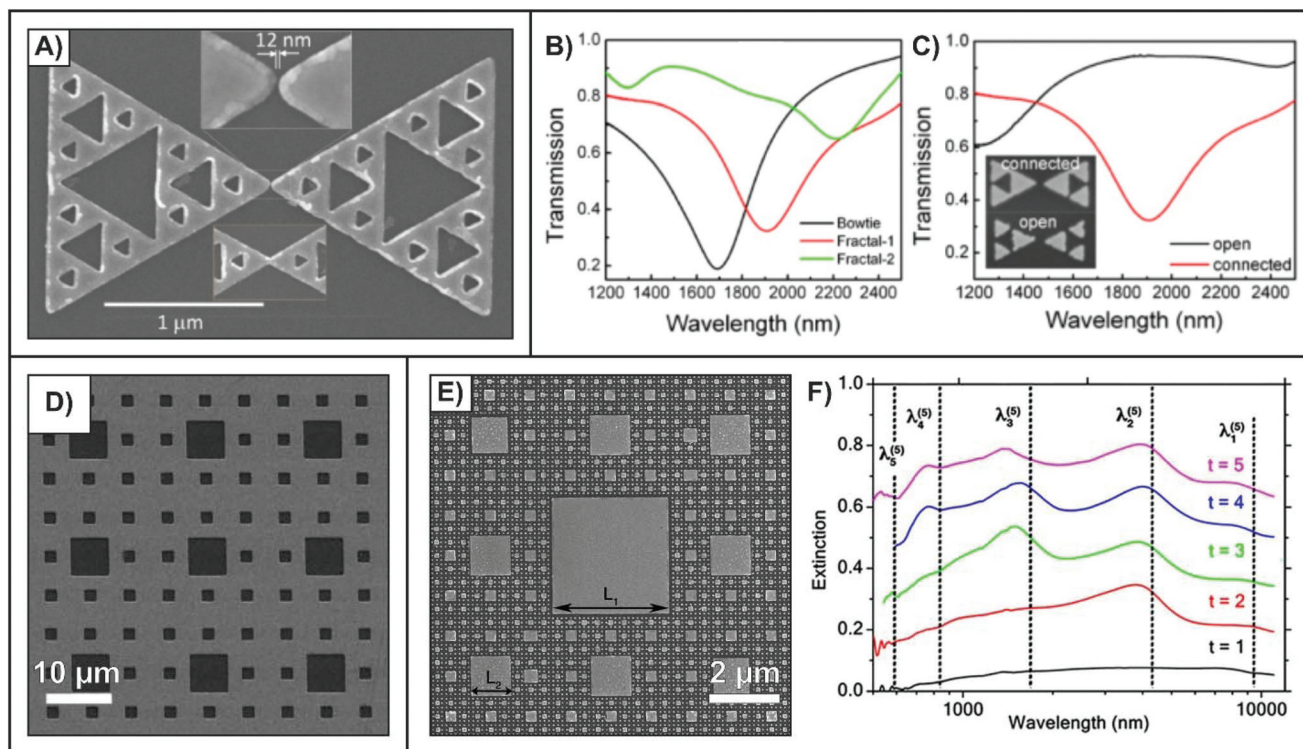 A)
12 nm
1 μm
B)
Transmission
1.0
0.8
0.6
0.4
0.2
Bowtie
Fractal-1
Fractal-2
1200 1400 1600 1800 2000 2200 2400
Wavelength (nm)
C)
Transmission
1.0
0.8
0.6
0.4
0.2
connected
open
open
connected
1200 1400 1600 1800 2000 2200 2400
Wavelength (nm)
D)
10 μm
E)
L₁
L₂
2 μm
F)
Extinction
1.0
0.8
0.6
0.4
0.2
0.0
λ₅⁽⁵⁾
λ₄⁽⁵⁾
λ₃⁽⁵⁾
λ₂⁽⁵⁾
λ₁⁽⁵⁾
t = 5
t = 4
t = 3
t = 2
t = 1
1000 10000
Wavelength (nm)